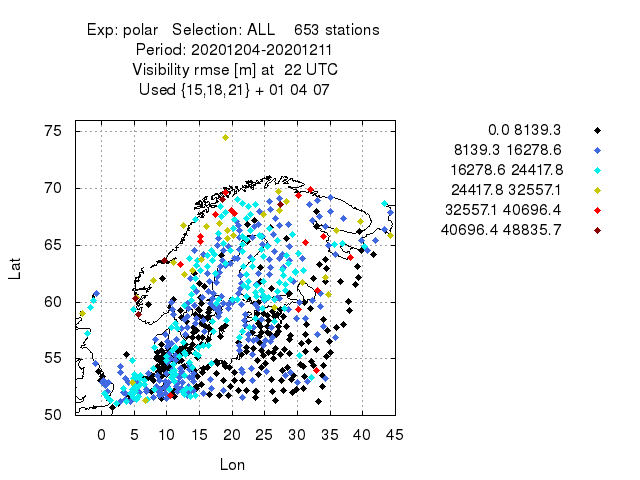 Exp: polar Selection: ALL 653 stations
Period: 20201204-20201211
Visibility rmse [m] at 22 UTC
Used {15,18,21} + 01 04 07
0.0 8139.3
8139.3 16278.6
16278.6 24417.8
24417.8 32557.1
32557.1 40696.4
40696.4 48835.7
75
70
65
60
55
50
Lat
0 5 10 15 20 25 30 35 40 45
Lon